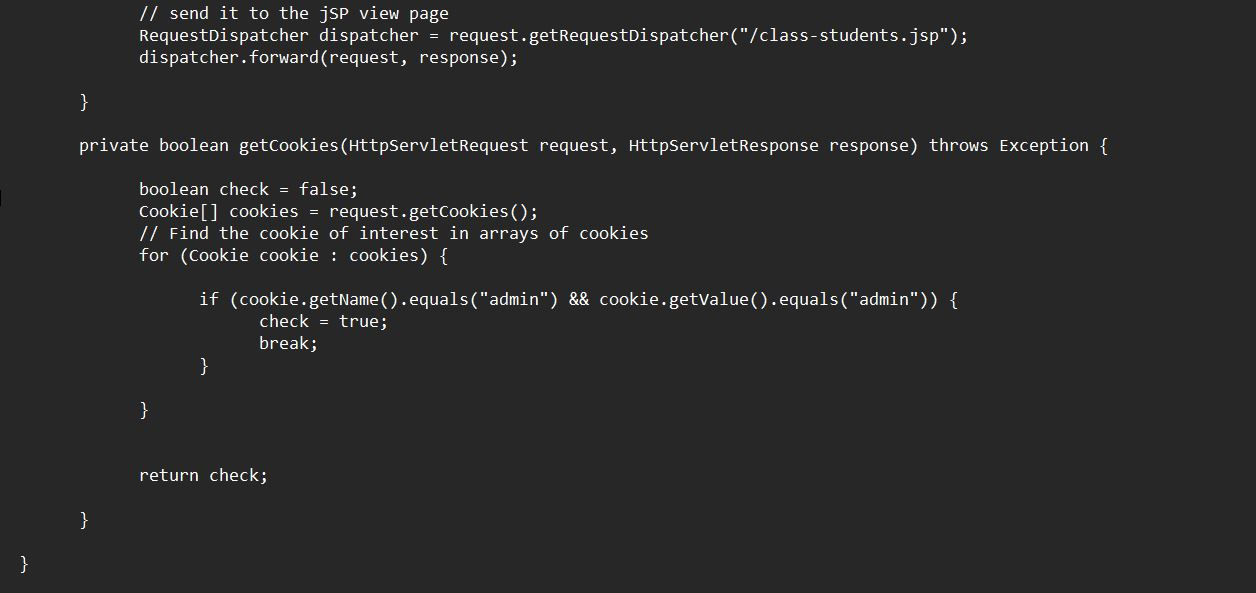 // send it to the jSP view page
RequestDispatcher dispatcher = request.getRequestDispatcher("/class-students.jsp");
dispatcher.forward(request, response);
}
private boolean getCookies(HttpServletRequest request, HttpServletResponse response) throws Exception {
boolean check = false;
Cookie[] cookies = request.getCookies();
// Find the cookie of interest in arrays of cookies
for (Cookie cookie : cookies) {
if (cookie.getName().equals("admin") && cookie.getValue().equals("admin")) {
check = true;
break;
}
}
return check;
}
}